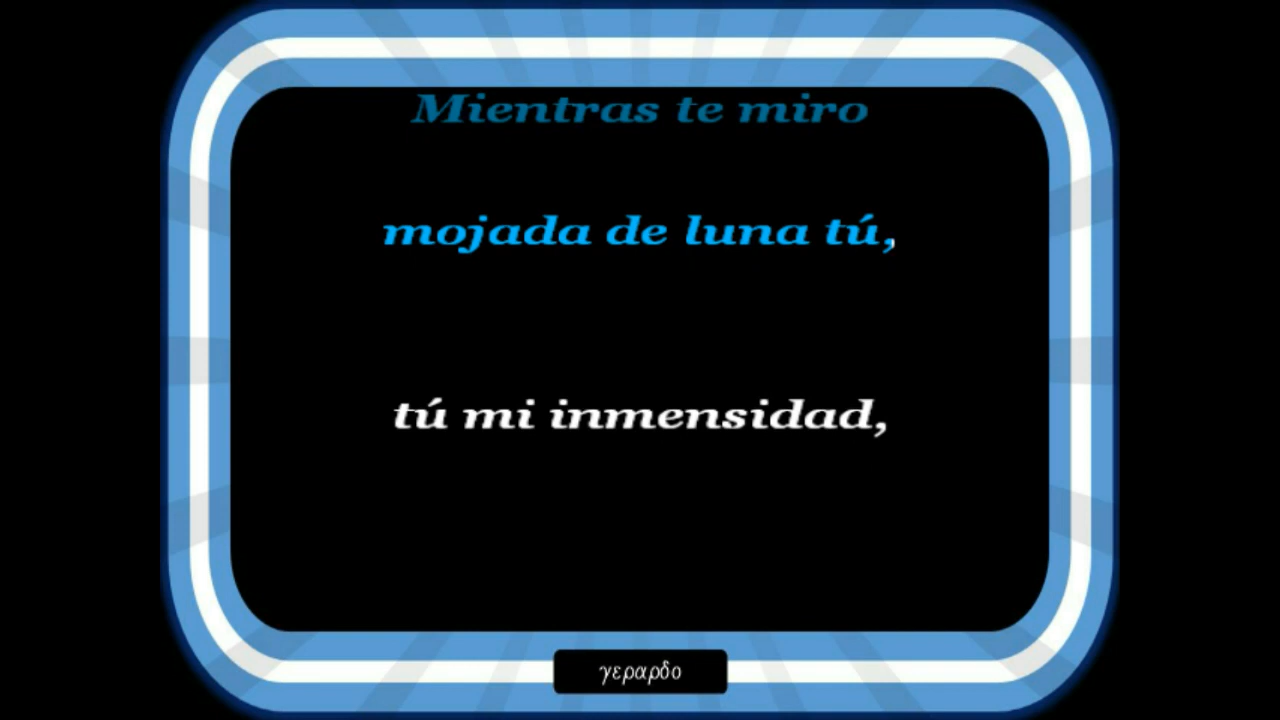 Mientras te miro
mojada de luna tú,
tú mi inmensidad,
γεραρδο